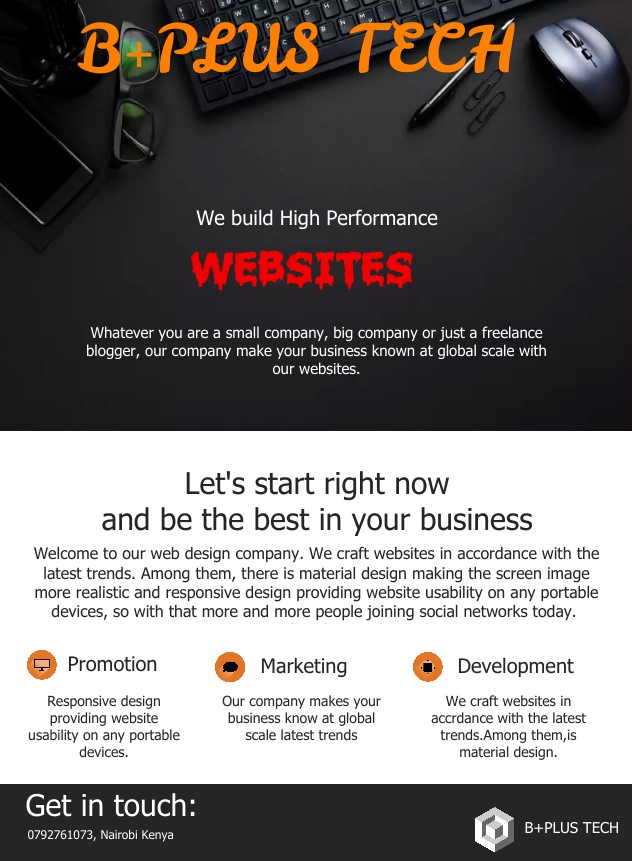 B+PLUS TECH
We build High Performance
WEBSITES
Whatever you are a small company, big company or just a freelance
blogger, our company make your business known at global scale with
our websites.
Let's start right now
and be the best in your business
Welcome to our web design company. We craft websites in accordance with the
latest trends. Among them, there is material design making the screen image
more realistic and responsive design providing website usability on any portable
devices, so with that more and more people joining social networks today.
Promotion
Responsive design
providing website
usability on any portable
devices.
Marketing
Our company makes your
business know at global
scale latest trends
Development
We craft websites in
accrdance with the latest
trends.Among them,is
material design.
Get in touch:
0792761073, Nairobi Kenya
B+PLUS TECH